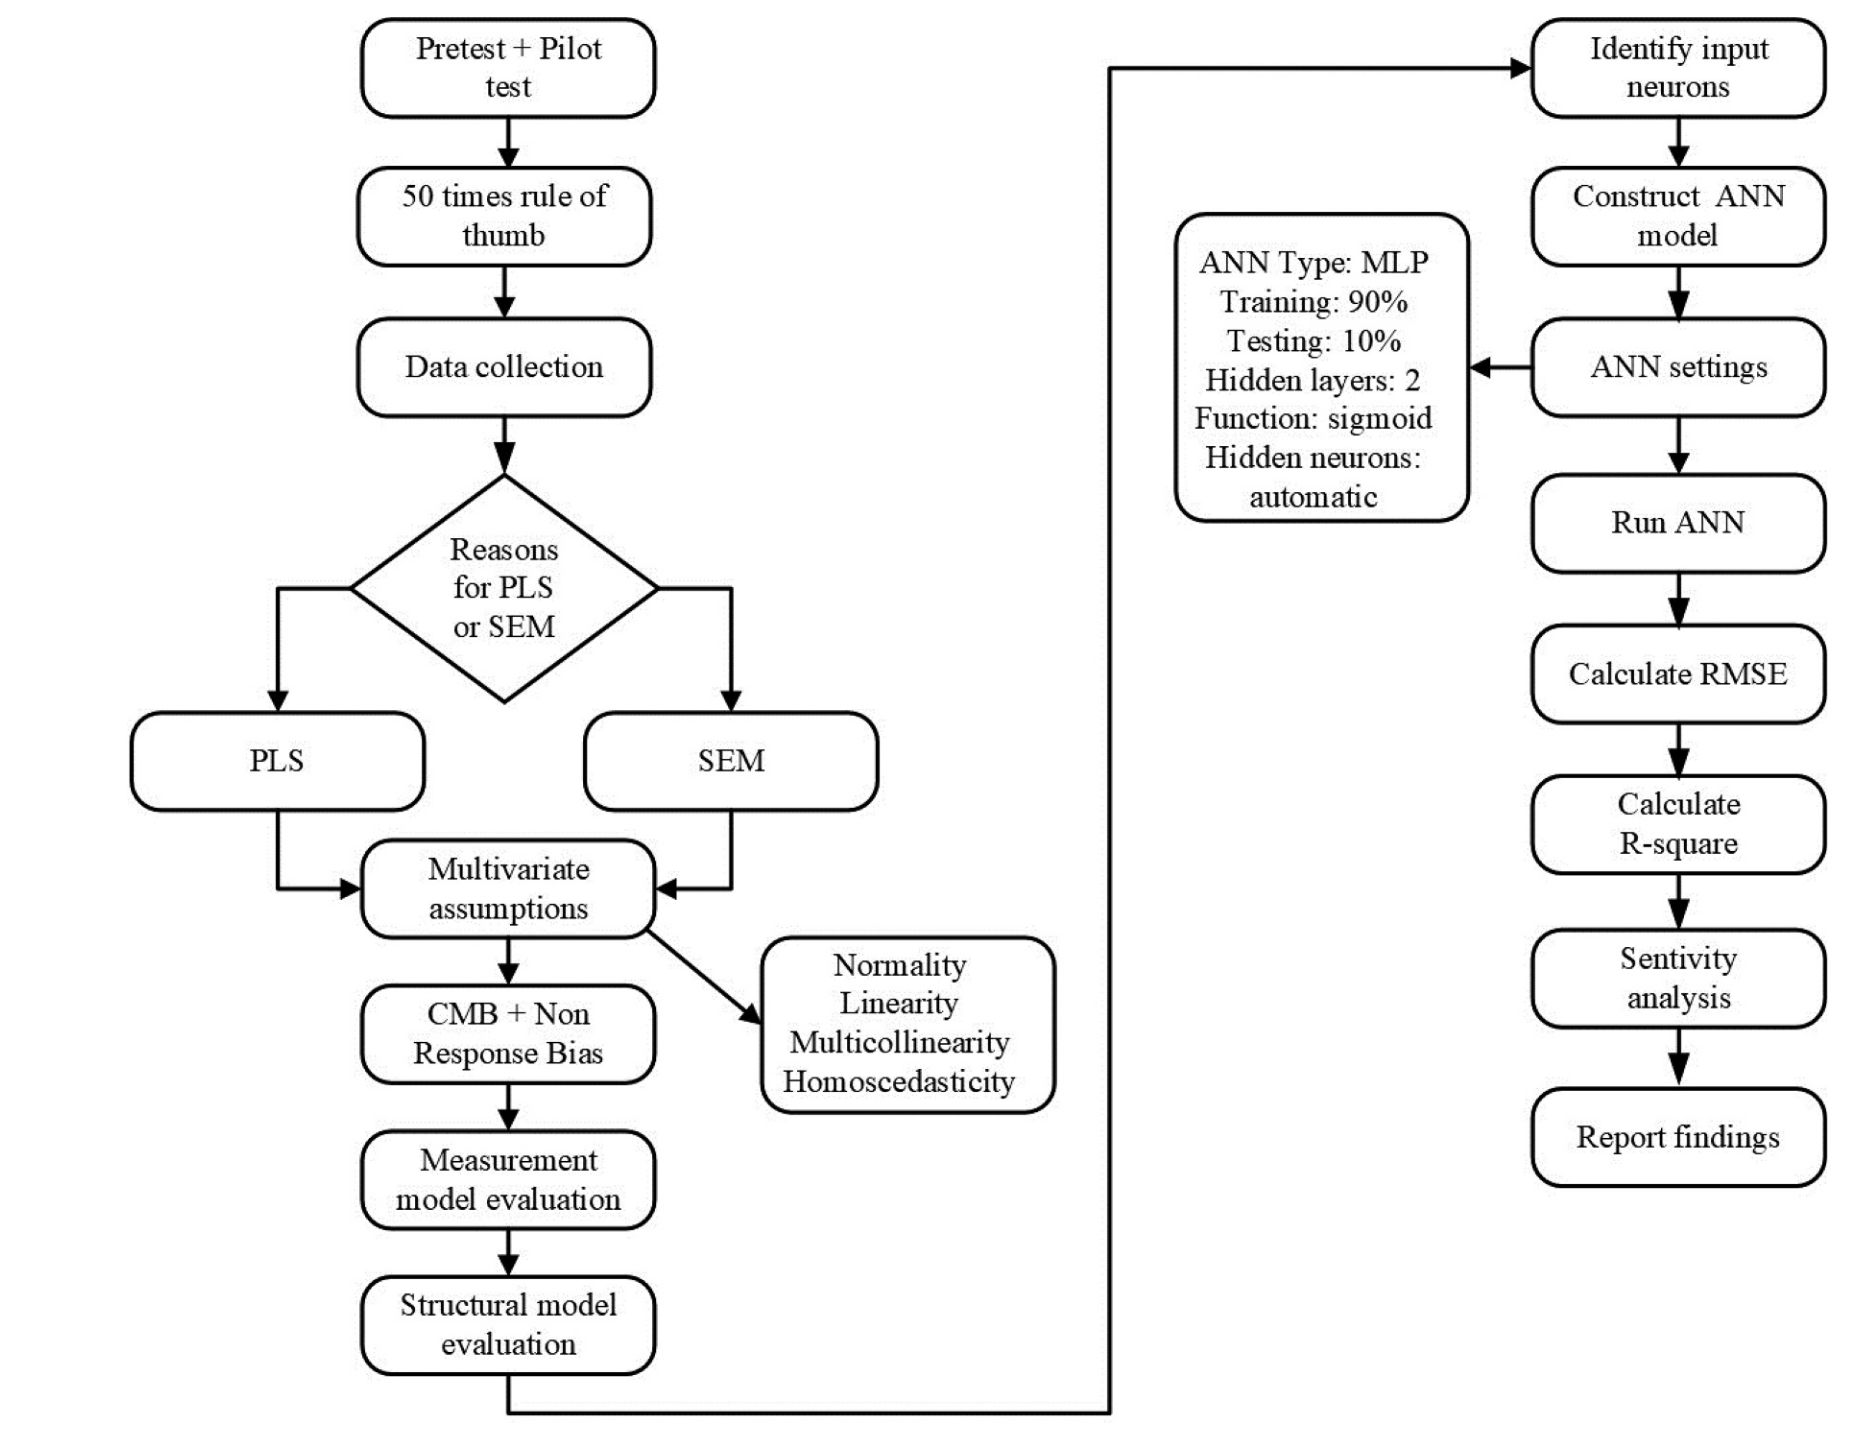 Pretest + Pilot
test
50 times rule of
thumb
Data collection
Reasons
for PLS
or SEM
PLS
SEM
Multivariate
assumptions
Normality
Linearity
Multicollinearity
Homoscedasticity
CMB + Non
Response Bias
Measurement
model evaluation
Structural model
evaluation
Identify input
neurons
Construct ANN
model
ANN settings
ANN Type: MLP
Training: 90%
Testing: 10%
Hidden layers: 2
Function: sigmoid
Hidden neurons:
automatic
Run ANN
Calculate RMSE
Calculate
R-square
Sentivity
analysis
Report findings